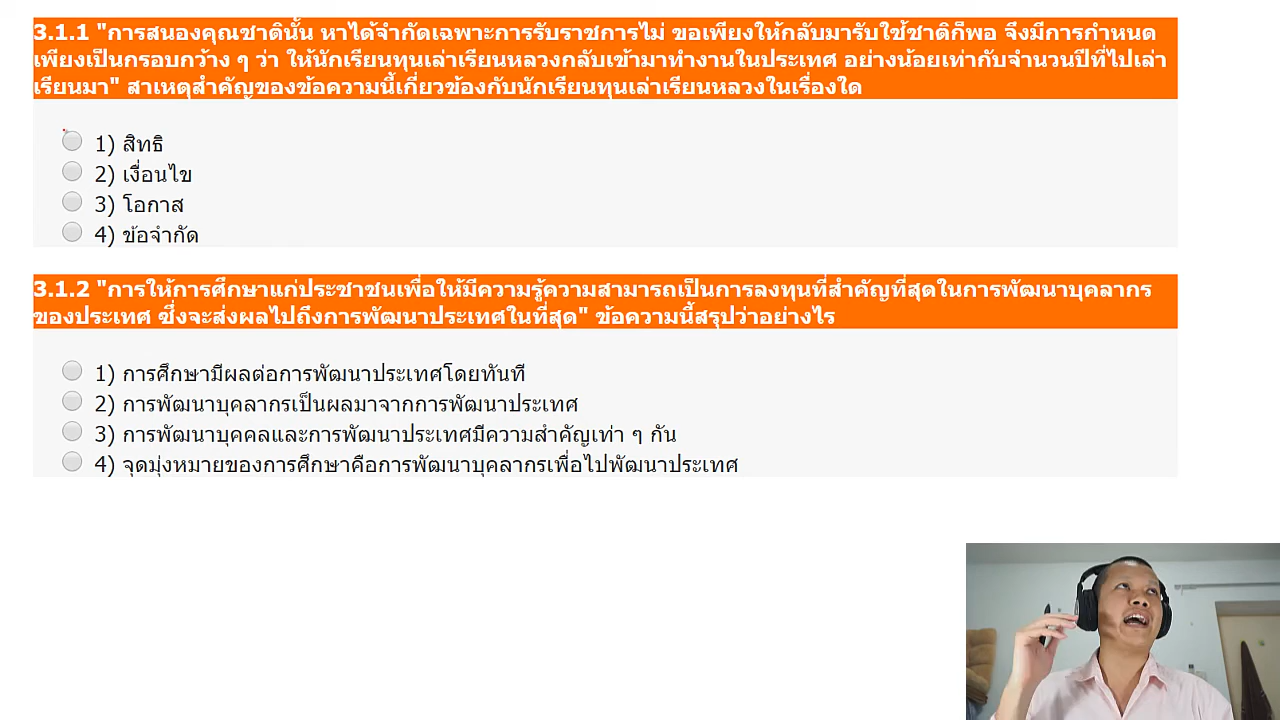 3.1.1 "การสนองคุณชาตินั้น หาได้จำกัดเฉพาะการรับราชการไม่ ขอเพียงให้กลับมารับใช้ชาติก็พอ จึงมีการกำหนด
เพียงเป็นกรอบกว้าง ๆ ว่า ให้นักเรียนทุนเล่าเรียนหลวงกลับเข้ามาทำงานในประเทศ อย่างน้อยเท่ากับจำนวนปีที่ไปเล่า
เรียนมา" สาเหตุสำคัญของข้อความนี้เกี่ยวข้องกับนักเรียนทุนเล่าเรียนหลวงในเรื่องใด
1) สิทธิ
2) เงื่อนไข
3) โอกาส
4) ข้อจำกัด
3.1.2 "การให้การศึกษาแก่ประชาชนเพื่อให้มีความรู้ความสามารถเป็นการลงทุนที่สำคัญที่สุดในการพัฒนาบุคลากร
ของประเทศ ซึ่งจะส่งผลไปถึงการพัฒนาประเทศในที่สุด" ข้อความนี้สรุปว่าอย่างไร
1) การศึกษามีผลต่อการพัฒนาประเทศโดยทันที
2) การพัฒนาบุคลากรเป็นผลมาจากการพัฒนาประเทศ
3) การพัฒนาบุคคลและการพัฒนาประเทศมีความสำคัญเท่า ๆ กัน
4) จุดมุ่งหมายของการศึกษาคือการพัฒนาบุคลากรเพื่อไปพัฒนาประเทศ